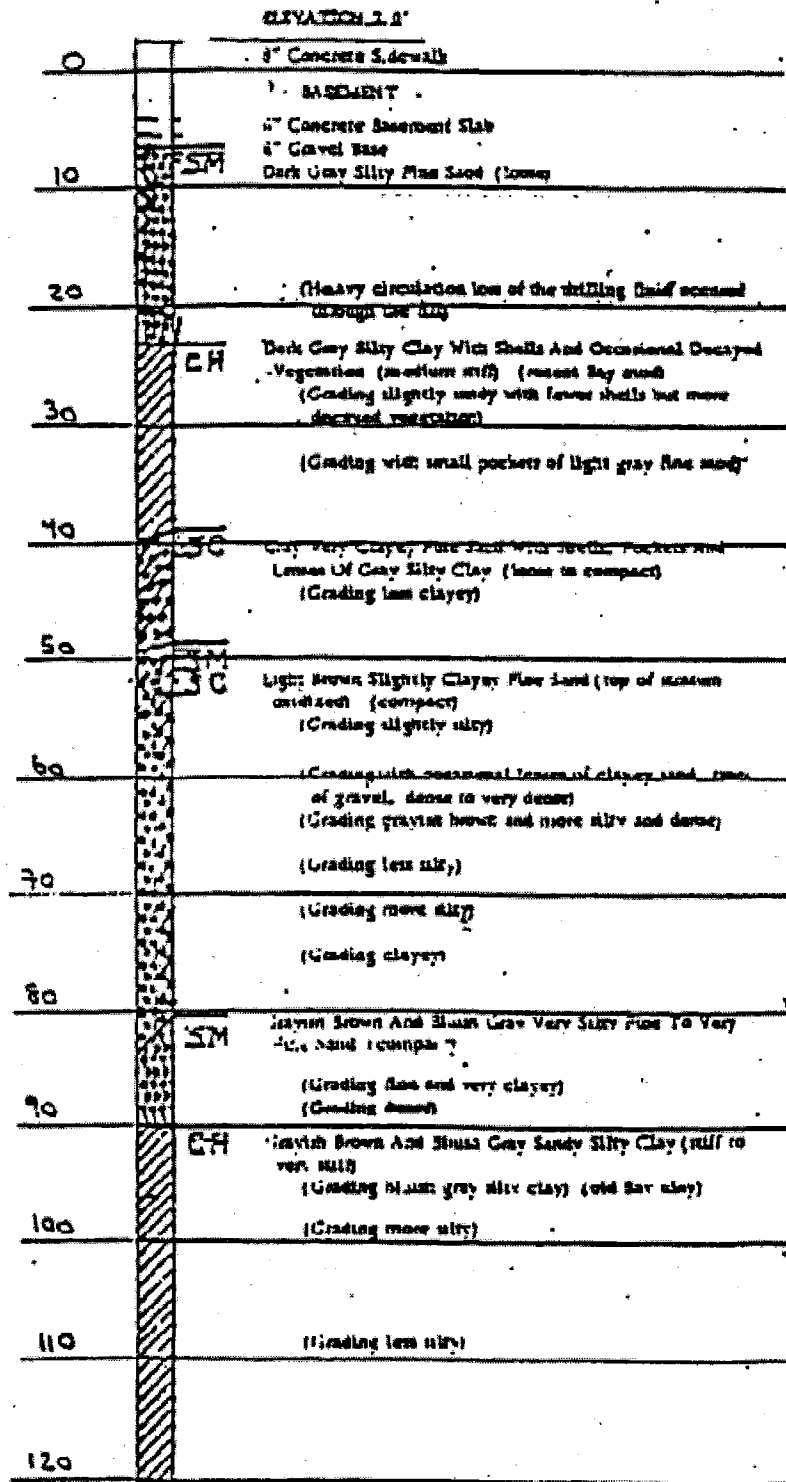 ELEVATION 2.0'
8" Concrete Sidewalk
0
BASEMENT
6" Concrete Basement Slab
6" Gravel Base
SM
Dark Gray Silty Fine Sand (loose)
10
20
(Heavy circulation loss of the drilling fluid occurred
through the fill)
CH
Dark Gray Silty Clay With Shells And Occasional Decayed
Vegetation (medium stiff) (recent Bay mud)
(Grading slightly sandy with fewer shells but more
decayed vegetation)
30
(Grading with small pockets of light gray fine sand)
40
SC
Gray Very Clayey Fine Sand With Shells, Pockets And
Lenses Of Gray Silty Clay (loose to compact)
(Grading less clayey)
50
SM
SC
Light Brown Slightly Clayey Fine Sand (top of stratum
oxidized) (compact)
(Grading slightly silty)
60
(Grading with occasional lenses of clayey sand,
of gravel, dense to very dense)
(Grading grayish brown and more silty and dense)
(Grading less silty)
70
(Grading more silty)
(Grading clayey)
80
SM
Grayish Brown And Bluish Gray Very Silty Fine To Very
Fine Sand (compact)
(Grading fine and very clayey)
(Grading dense)
90
CH
Grayish Brown And Bluish Gray Sandy Silty Clay (stiff to
very stiff)
(Grading bluish gray silty clay) (old Bay clay)
100
(Grading more silty)
110
(Grading less silty)
120